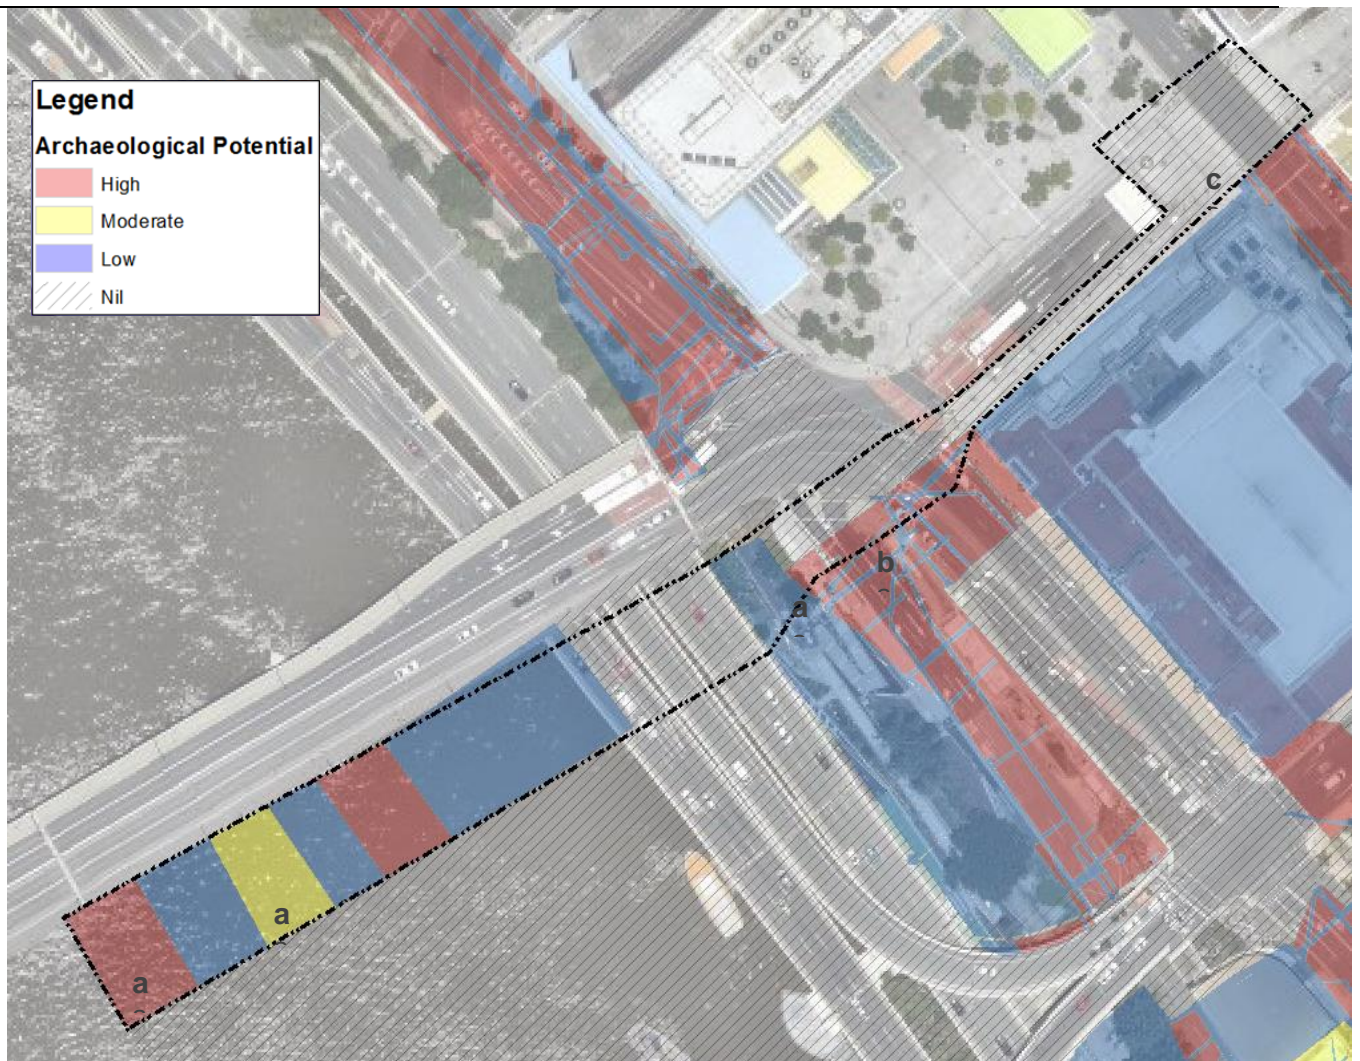 Legend
Archaeological Potential
High
Moderate
Low
Nil
c
b
a
a
a